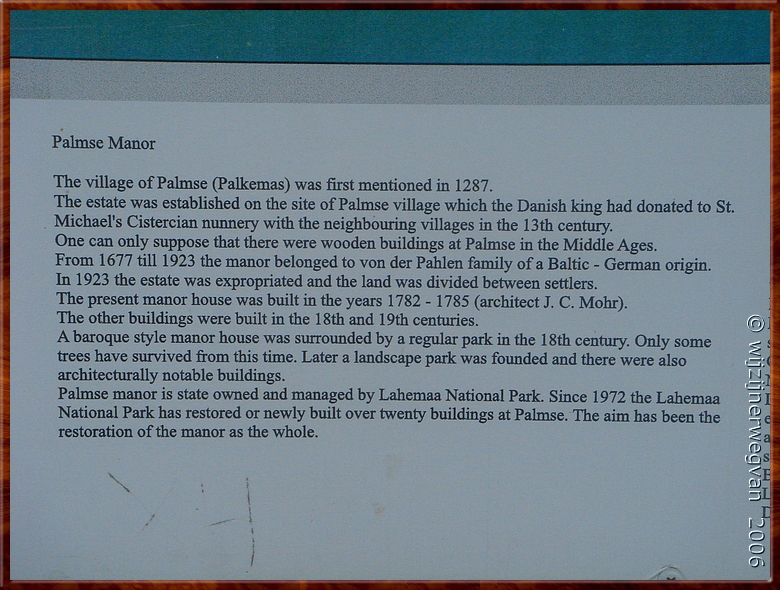 Palmse Manor
The village of Palmse (Palkemas) was first mentioned in 1287.
The estate was established on the site of Palmse village which the Danish king had donated to St.
Michael's Cistercian nunnery with the neighbouring villages in the 13th century.
One can only suppose that there were wooden buildings at Palmse in the Middle Ages.
From 1677 till 1923 the manor belonged to von der Pahlen family of a Baltic - German origin.
In 1923 the estate was expropriated and the land was divided between settlers.
The present manor house was built in the years 1782 - 1785 (architect J. C. Mohr).
The other buildings were built in the 18th and 19th centuries.
A baroque style manor house was surrounded by a regular park in the 18th century. Only some
trees have survived from this time. Later a landscape park was founded and there were also
architecturally notable buildings.
Palmse manor is state owned and managed by Lahemaa National Park. Since 1972 the Lahemaa
National Park has restored or newly built over twenty buildings at Palmse. The aim has been the
restoration of the manor as the whole.
© wijzijnerwegvan 2006